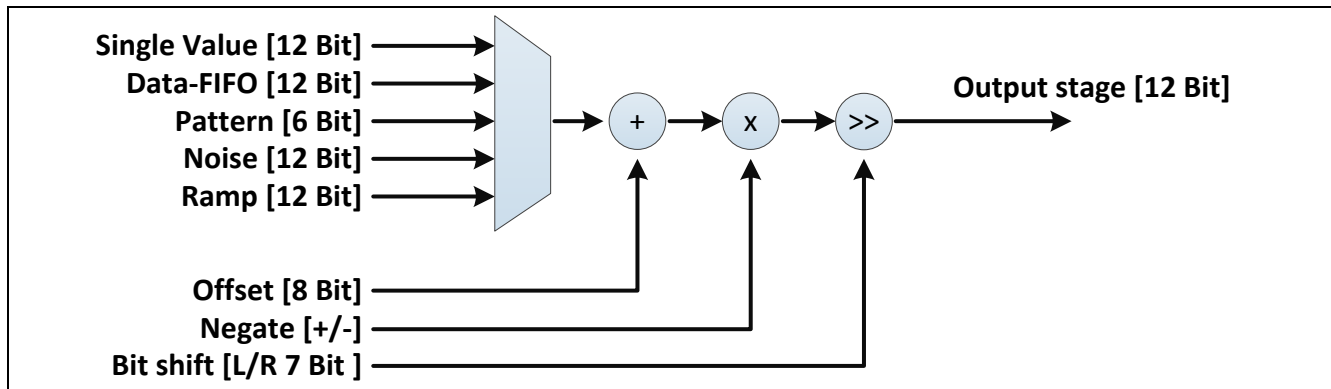 Single Value [12 Bit]
Data-FIFO [12 Bit]
Pattern [6 Bit]
Noise [12 Bit]
Ramp [12 Bit]
+
x
>>
Output stage [12 Bit]
Offset [8 Bit]
Negate [+/-]
Bit shift [L/R 7 Bit ]